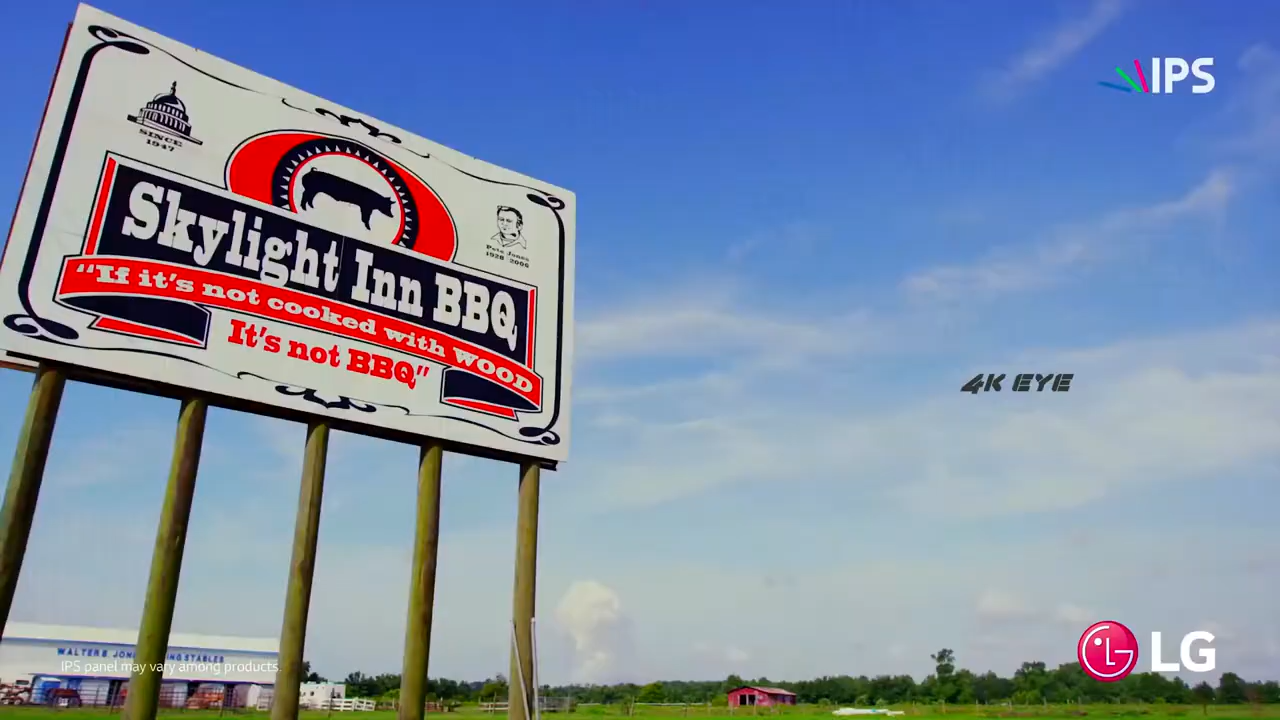 IPS
SINCE
1947
Skylight Inn BBQ
Pete Jones
1928 2006
"If it's not cooked with WOOD
It's not BBQ"
4K EYE
LG
IPS panel may vary among products.